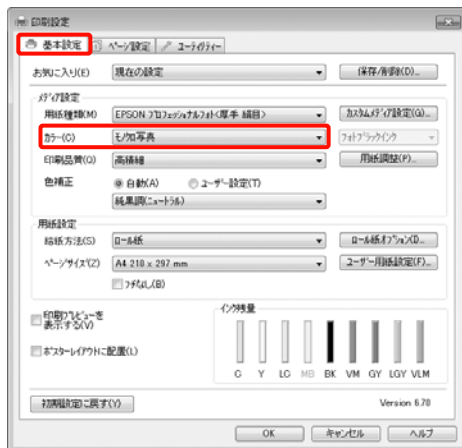 印刷設定
基本設定 ページ設定 ユーティリティー
お気に入り(E) 現在の設定 保存/削除(D)...
メディア設定
用紙種類(M) EPSON プロフェッショナルフォト<厚手 絹目> カスタムメディア設定(G)...
カラー(C) モノクロ写真 フォトブラックインク
印刷品質(Q) 高精細 用紙調整(P)...
色補正 自動(A) ユーザー設定(T)
純黒調(ニュートラル)
用紙設定
給紙方法(S) ロール紙 ロール紙オプション(I)...
ページサイズ(Z) A4 210 x 297 mm ユーザー用紙設定(F)...
フチなし(B)
印刷プレビューを
表示する(V)
インク残量
ポスターレイアウトに配置(L)
C Y LC MB BK VM GY LGY VLM
初期設定に戻す(Y) Version 6.70
OK キャンセル ヘルプ